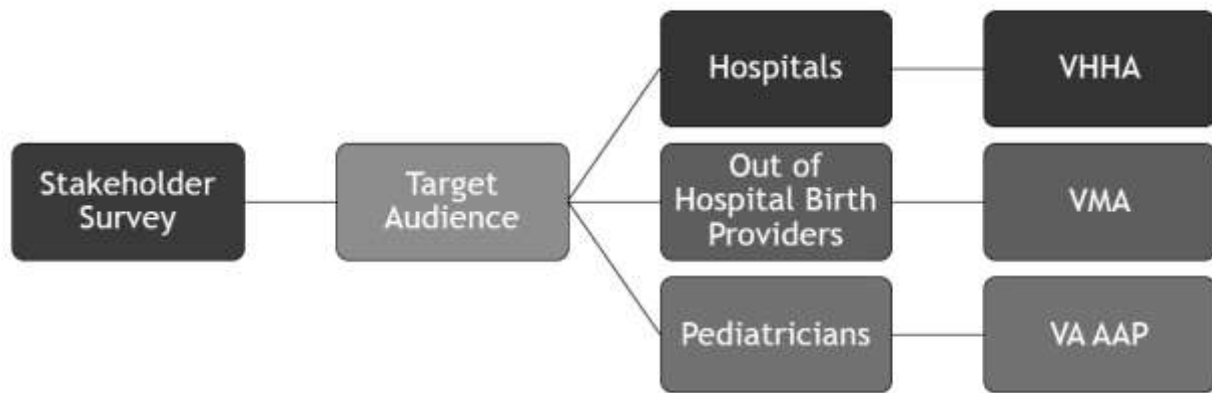 Stakeholder
Survey
Target
Audience
Hospitals
VHHA
Out of
Hospital Birth
Providers
VMA
Pediatricians
VA AAP